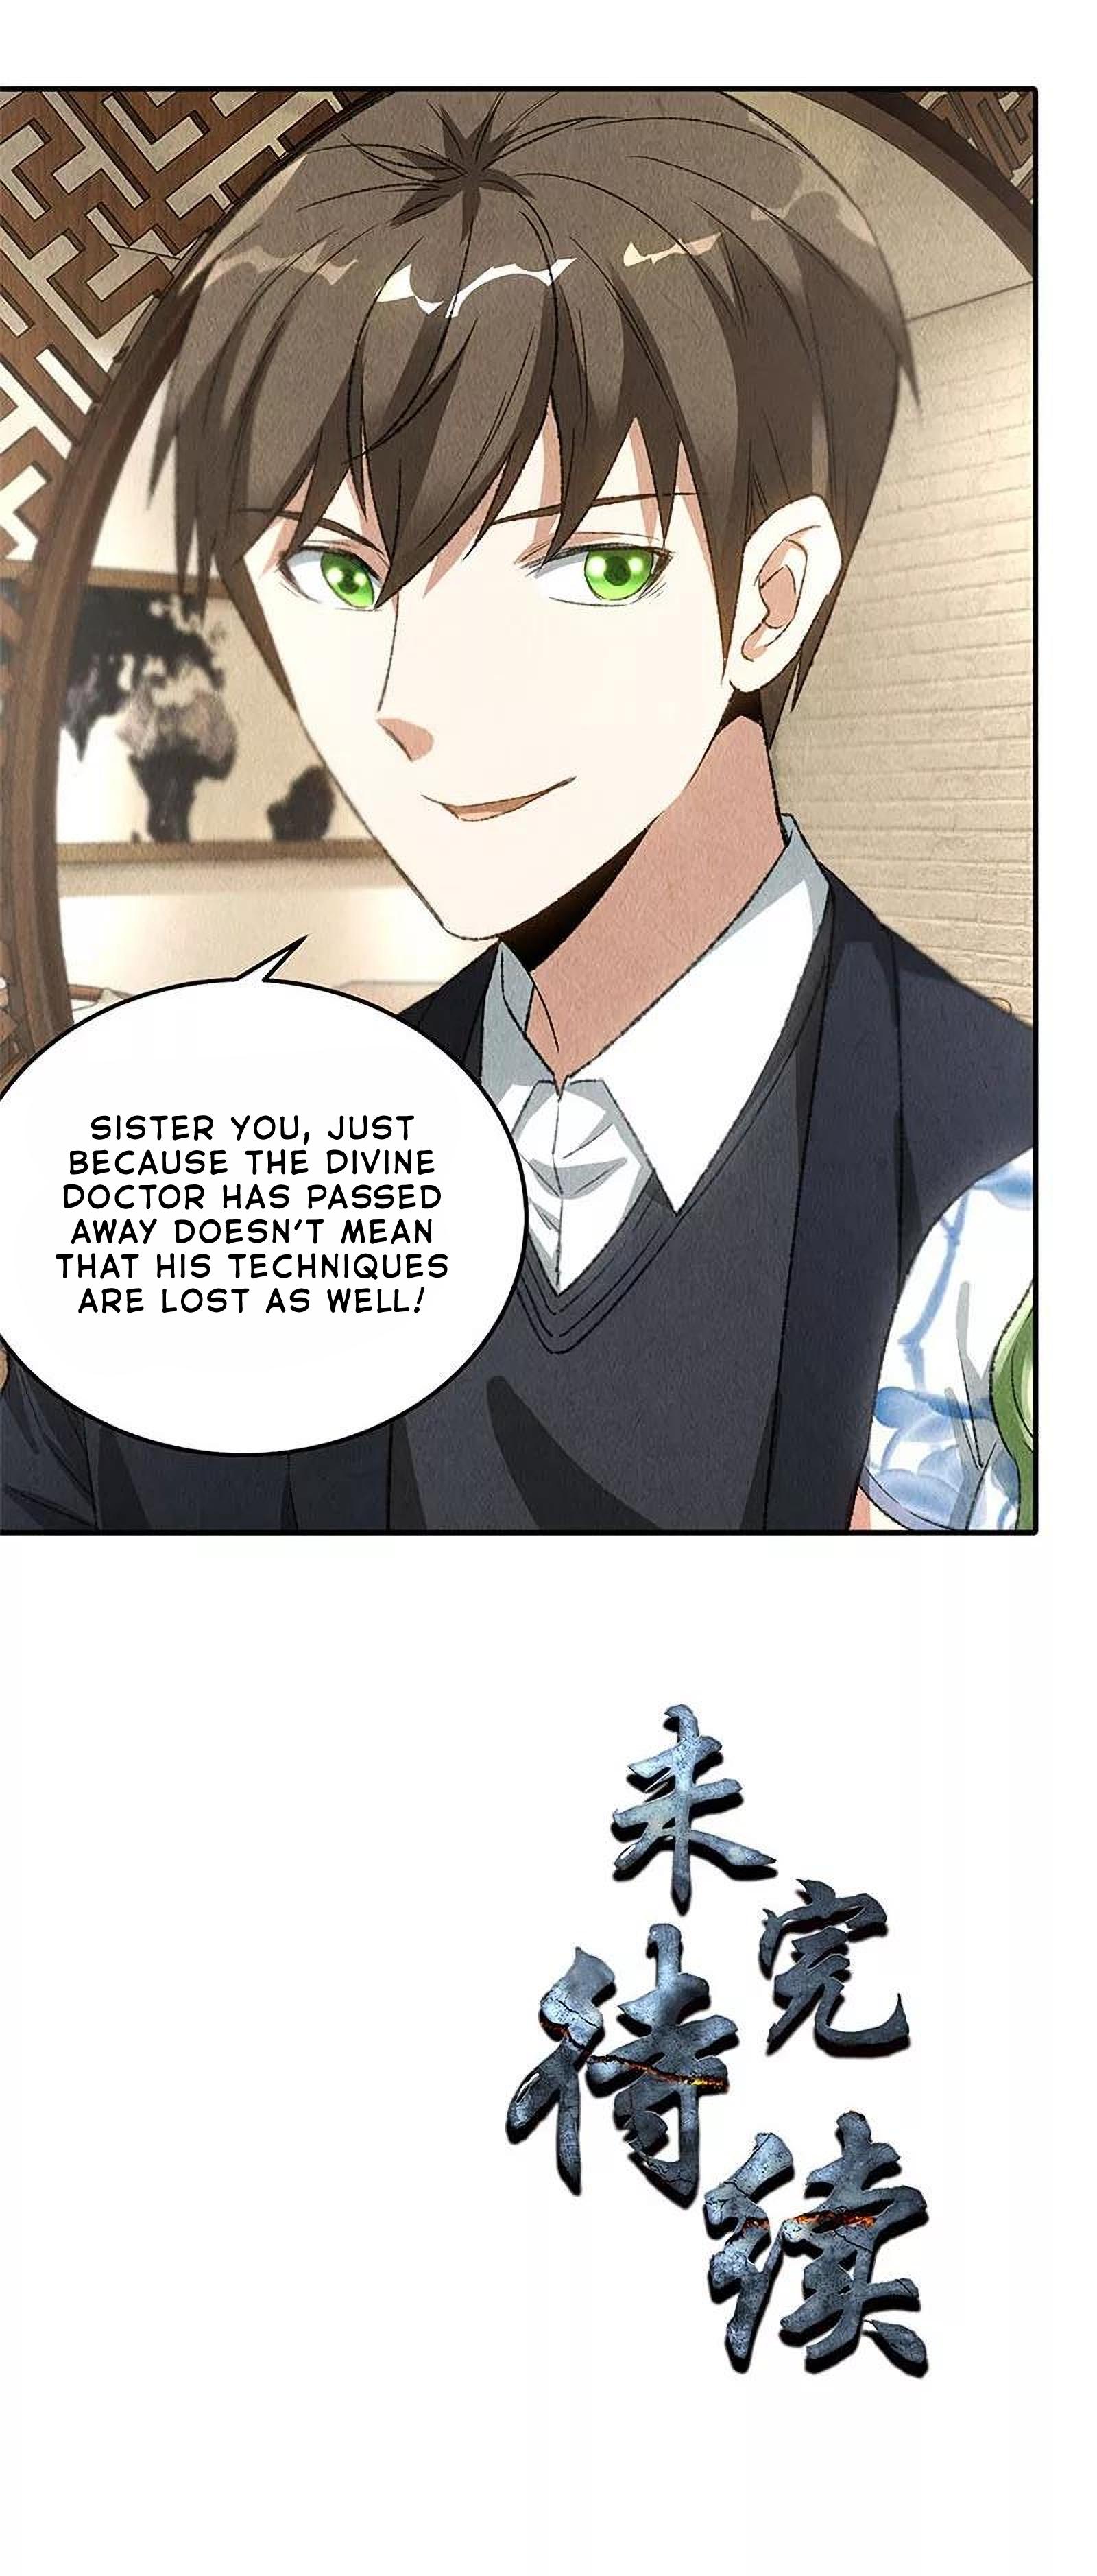 SISTER YOU, JUST
BECAUSE THE DIVINE
DOCTOR HAS PASSED
AWAY DOESN'T MEAN
THAT HIS TECHNIQUES
ARE LOST AS WELL!
未完
待续